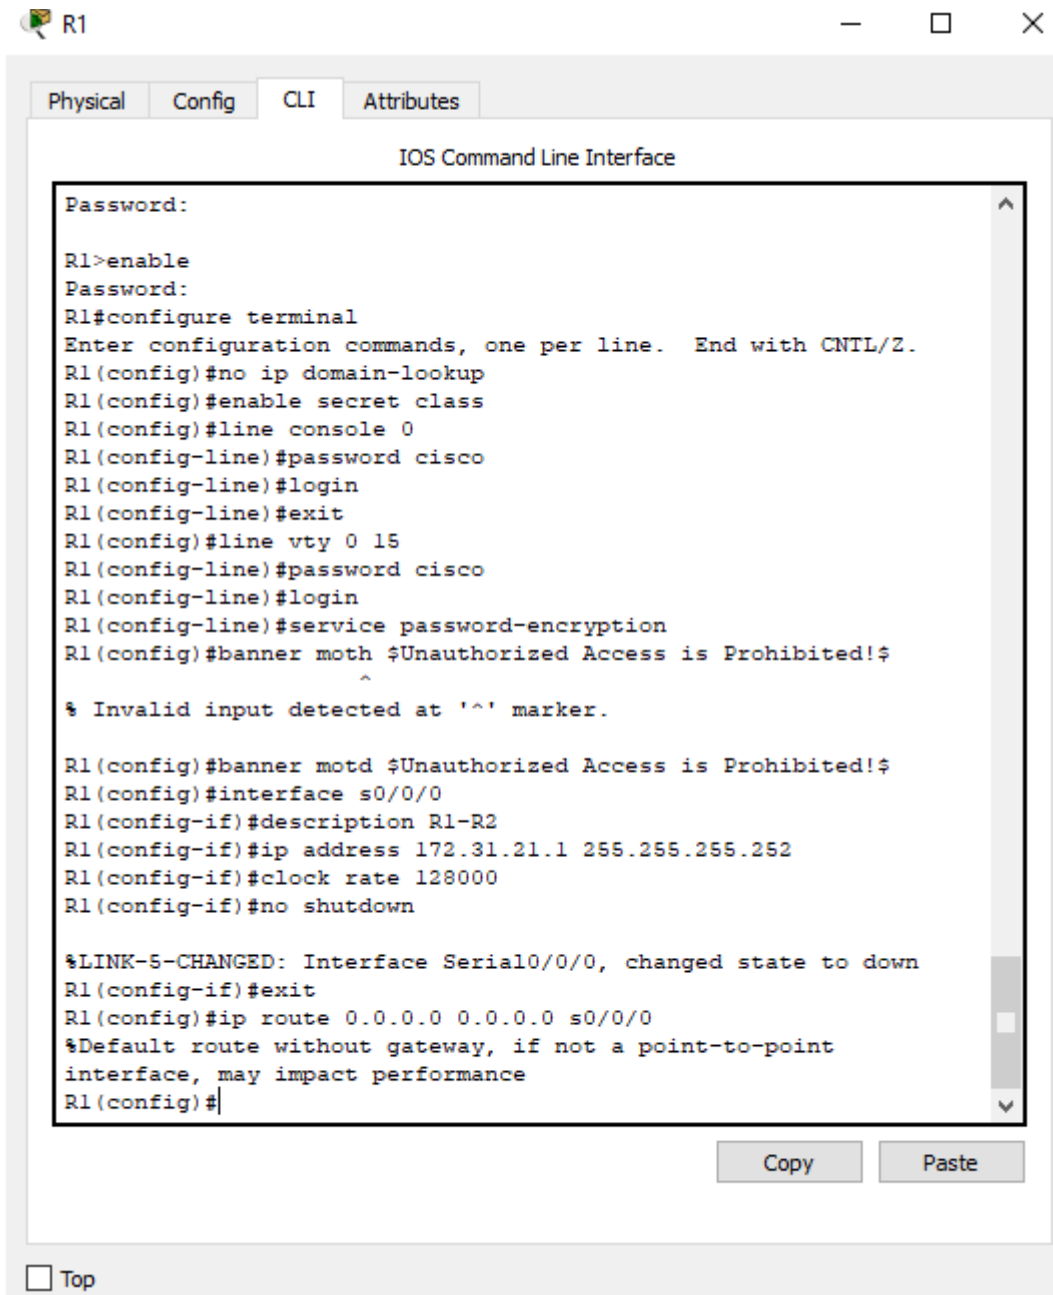 R1
Physical Config CLI Attributes
IOS Command Line Interface
Password:
R1>enable
Password:
R1#configure terminal
Enter configuration commands, one per line.  End with CNTL/Z.
R1(config)#no ip domain-lookup
R1(config)#enable secret class
R1(config)#line console 0
R1(config-line)#password cisco
R1(config-line)#login
R1(config-line)#exit
R1(config)#line vty 0 15
R1(config-line)#password cisco
R1(config-line)#login
R1(config-line)#service password-encryption
R1(config)#banner moth $Unauthorized Access is Prohibited!$
^
% Invalid input detected at '^' marker.
R1(config)#banner motd $Unauthorized Access is Prohibited!$
R1(config)#interface s0/0/0
R1(config-if)#description R1-R2
R1(config-if)#ip address 172.31.21.1 255.255.255.252
R1(config-if)#clock rate 128000
R1(config-if)#no shutdown
%LINK-5-CHANGED: Interface Serial0/0/0, changed state to down
R1(config-if)#exit
R1(config)#ip route 0.0.0.0 0.0.0.0 s0/0/0
%Default route without gateway, if not a point-to-point
interface, may impact performance
R1(config)#
Copy Paste
Top